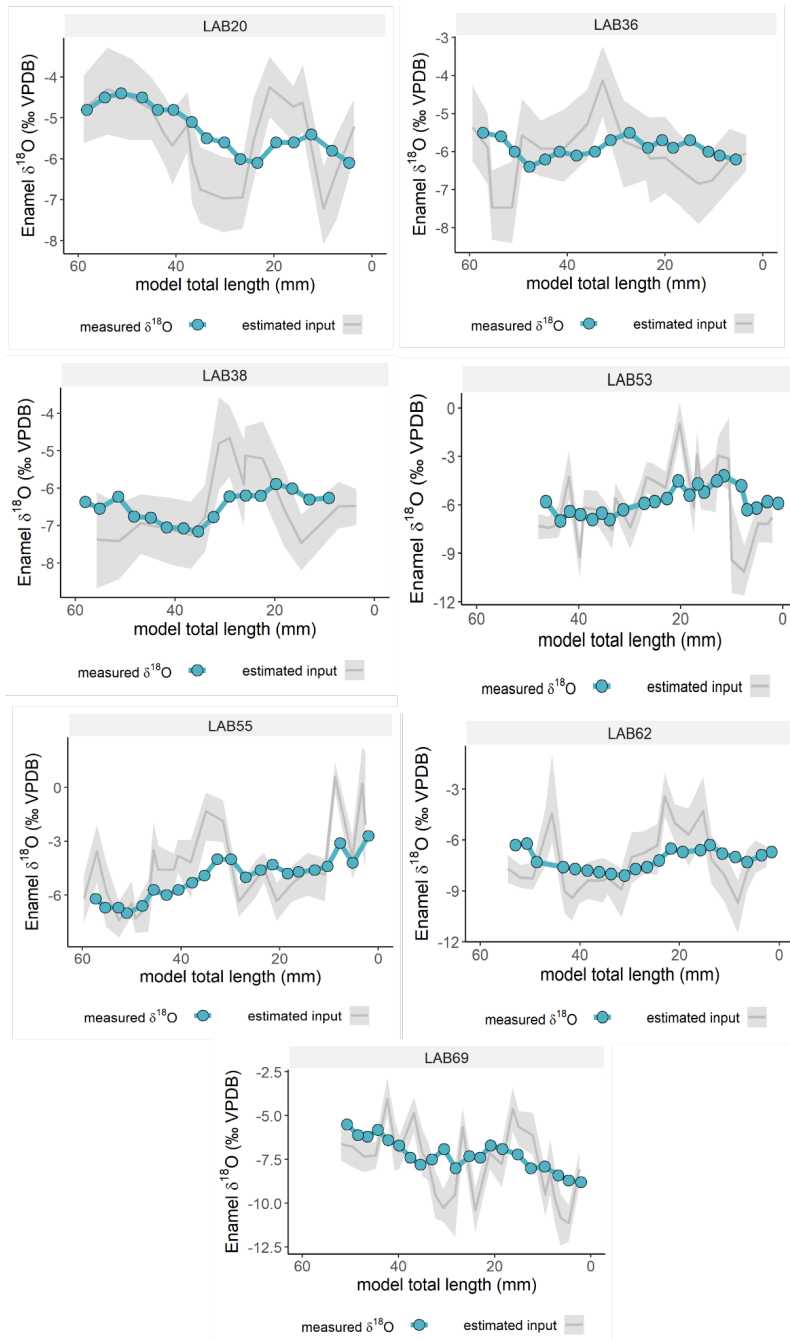 LAB20
Enamel δ18O (‰ VPDB)
-4
-5
-6
-7
-8
60 40 20 0
model total length (mm)
measured δ18O estimated input
LAB36
Enamel δ18O (‰ VPDB)
-3
-4
-5
-6
-7
-8
60 40 20 0
model total length (mm)
measured δ18O estimated input
LAB38
Enamel δ18O (‰ VPDB)
-4
-5
-6
-7
-8
60 40 20 0
model total length (mm)
measured δ18O estimated input
LAB53
Enamel δ18O (‰ VPDB)
0
-3
-6
-9
-12
60 40 20 0
model total length (mm)
measured δ18O estimated input
LAB55
Enamel δ18O (‰ VPDB)
0
-3
-6
60 40 20 0
model total length (mm)
measured δ18O estimated input
LAB62
Enamel δ18O (‰ VPDB)
-3
-6
-9
-12
60 40 20 0
model total length (mm)
measured δ18O estimated input
LAB69
Enamel δ18O (‰ VPDB)
-2.5
-5.0
-7.5
-10.0
-12.5
60 40 20 0
model total length (mm)
measured δ18O estimated input